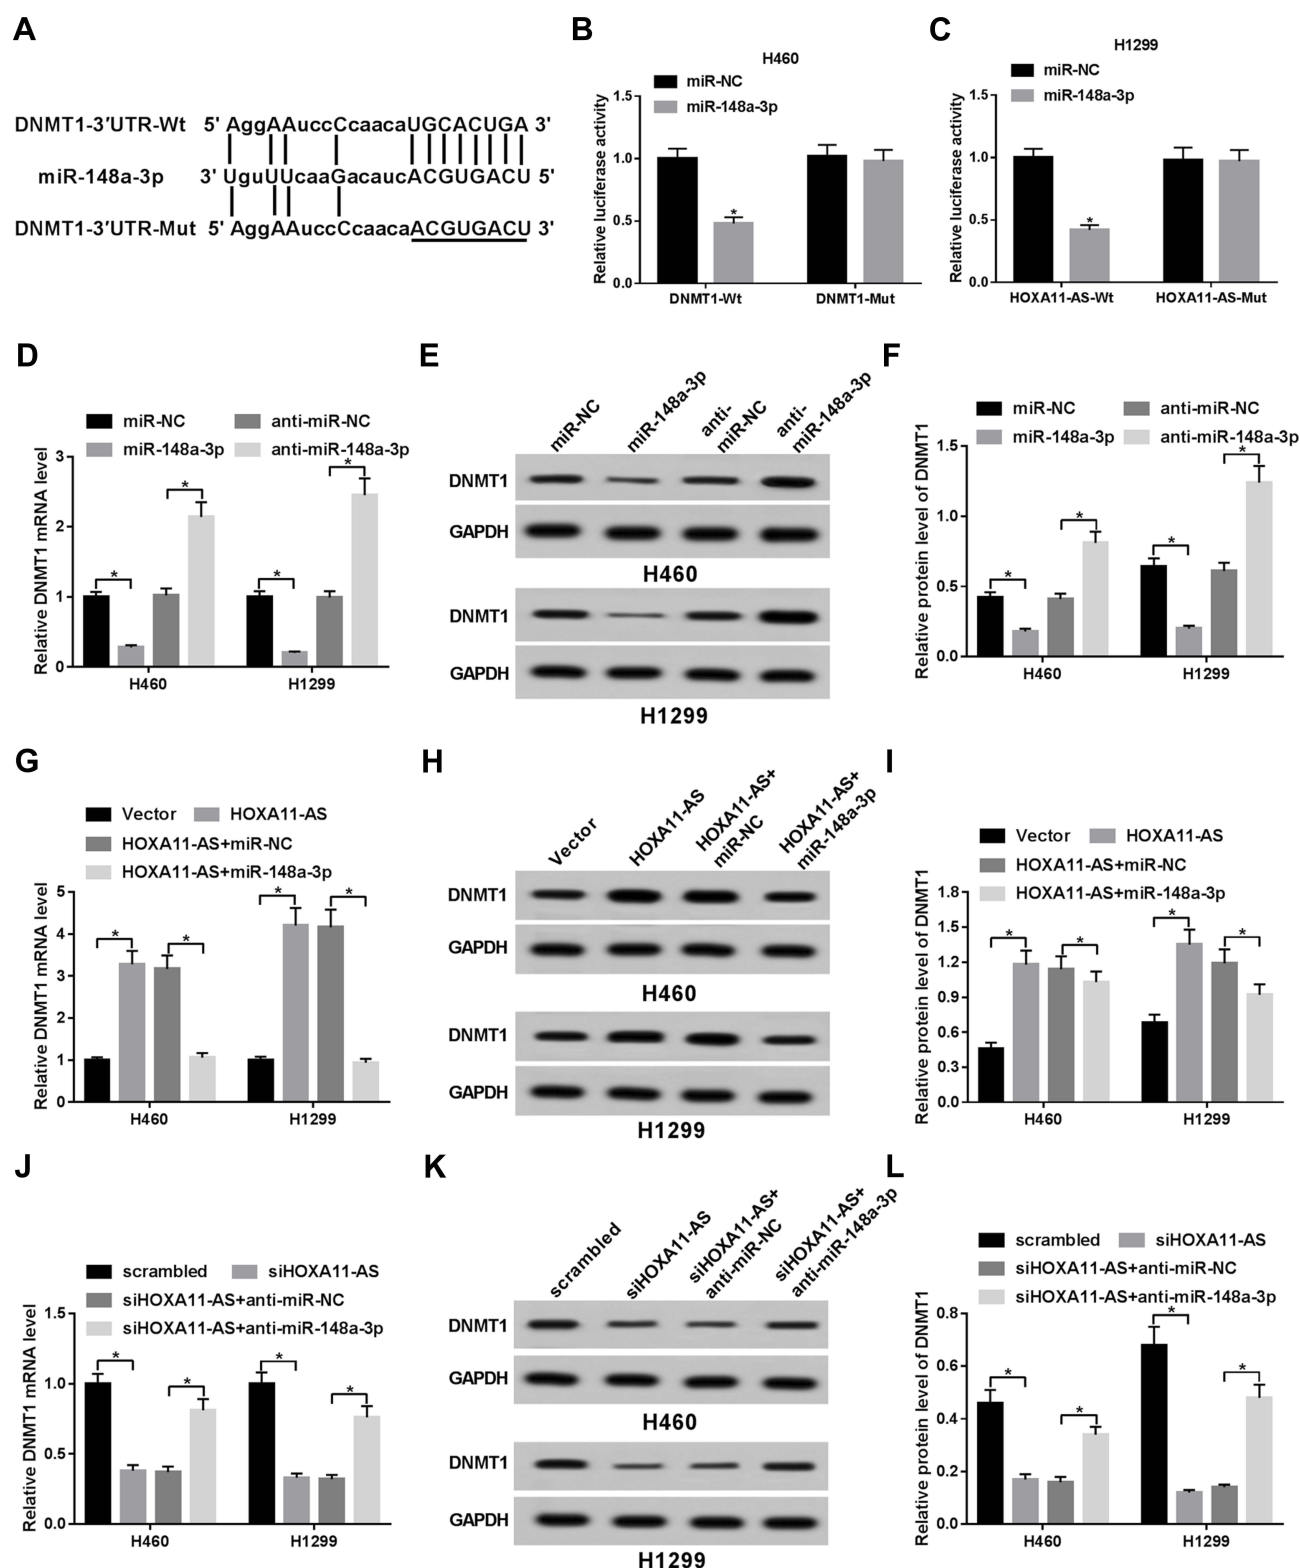 A
DNMT1-3'UTR-Wt 5' AggAAuccCcaacaUGCACUGA 3'
miR-148a-3p 3' UguUUcaaGacaucACGUGACU 5'
DNMT1-3'UTR-Mut 5' AggAAuccCcaacaACGUGACU 3'
B
H460
miR-NC
miR-148a-3p
Relative luciferase activity
1.5
1.0
0.5
0.0
*
DNMT1-Wt DNMT1-Mut
C
H1299
miR-NC
miR-148a-3p
Relative luciferase activity
1.5
1.0
0.5
0.0
*
HOXA11-AS-Wt HOXA11-AS-Mut
D
miR-NC anti-miR-NC
miR-148a-3p anti-miR-148a-3p
Relative DNMT1 mRNA level
3
2
1
0
* * * *
H460 H1299
E
miR-NC
miR-148a-3p
anti-
miR-NC
anti-
miR-148a-3p
DNMT1
GAPDH
H460
DNMT1
GAPDH
H1299
F
miR-NC anti-miR-NC
miR-148a-3p anti-miR-148a-3p
Relative protein level of DNMT1
1.5
1.0
0.5
0.0
* * * *
H460 H1299
G
Vector HOXA11-AS
HOXA11-AS+miR-NC
HOXA11-AS+miR-148a-3p
Relative DNMT1 mRNA level
5
4
3
2
1
0
* * * *
H460 H1299
H
Vector
HOXA11-AS
HOXA11-AS+
miR-NC
HOXA11-AS+
miR-148a-3p
DNMT1
GAPDH
H460
DNMT1
GAPDH
H1299
I
Vector HOXA11-AS
HOXA11-AS+miR-NC
HOXA11-AS+miR-148a-3p
Relative protein level of DNMT1
1.8
1.5
1.2
0.9
0.6
0.3
0.0
* * * *
H460 H1299
J
scrambled siHOXA11-AS
siHOXA11-AS+anti-miR-NC
siHOXA11-AS+anti-miR-148a-3p
Relative DNMT1 mRNA level
1.5
1.0
0.5
0.0
* * * *
H460 H1299
K
scrambled
siHOXA11-AS
siHOXA11-AS+
anti-miR-NC
siHOXA11-AS+
anti-miR-148a-3p
DNMT1
GAPDH
H460
DNMT1
GAPDH
H1299
L
scrambled siHOXA11-AS
siHOXA11-AS+anti-miR-NC
siHOXA11-AS+anti-miR-148a-3p
Relative protein level of DNMT1
0.8
0.6
0.4
0.2
0.0
* * * *
H460 H1299